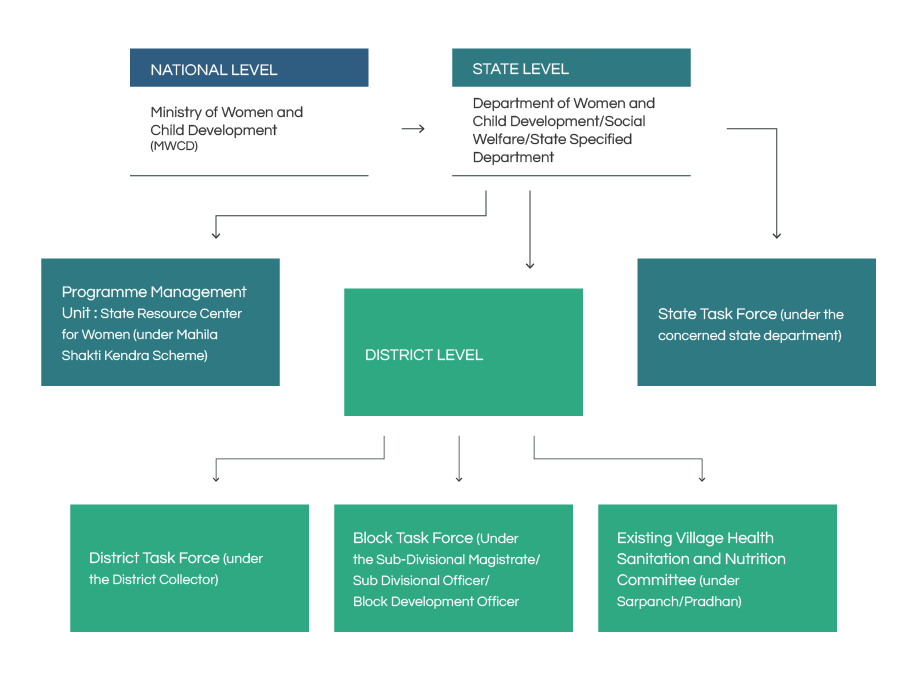 NATIONAL LEVEL
Ministry of Women and
Child Development
(MWCD)
STATE LEVEL
Department of Women and
Child Development/Social
Welfare/State Specified
Department
Programme Management
Unit : State Resource Center
for Women (under Mahila
Shakti Kendra Scheme)
DISTRICT LEVEL
State Task Force (under the
concerned state department)
District Task Force (under
the District Collector)
Block Task Force (Under
the Sub-Divisional Magistrate/
Sub Divisional Officer/
Block Development Officer
Existing Village Health
Sanitation and Nutrition
Committee (under
Sarpanch/Pradhan)